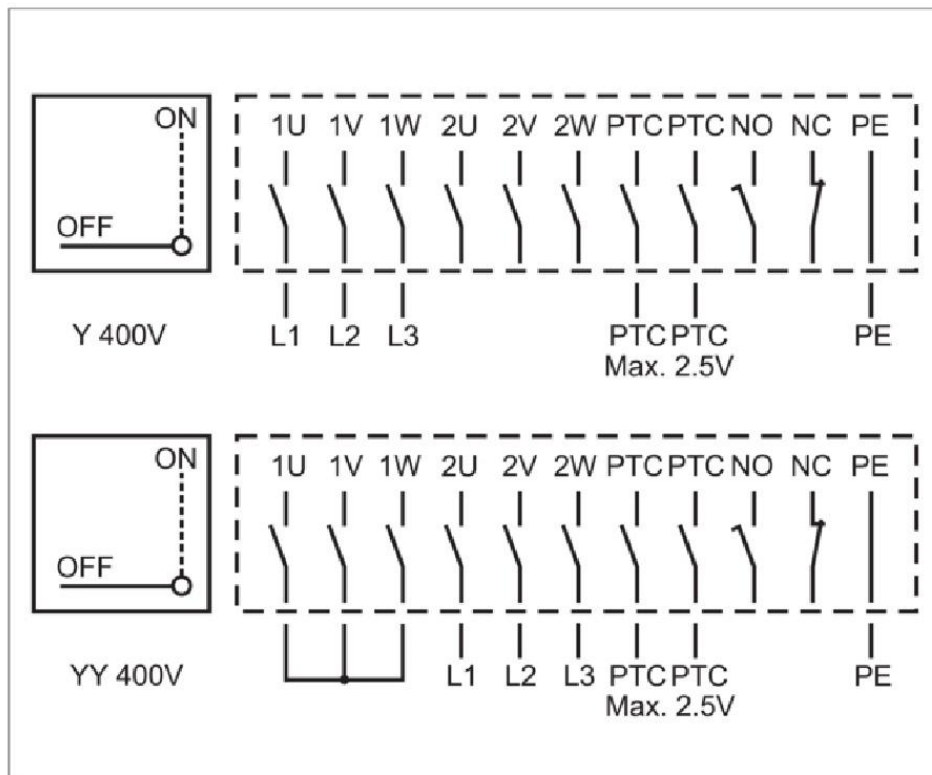 ON
1U 1V 1W 2U 2V 2W PTC PTC NO NC PE
OFF
Y 400V
L1 L2 L3 PTC PTC PE
Max. 2.5V
ON
1U 1V 1W 2U 2V 2W PTC PTC NO NC PE
OFF
YY 400V
L1 L2 L3 PTC PTC PE
Max. 2.5V